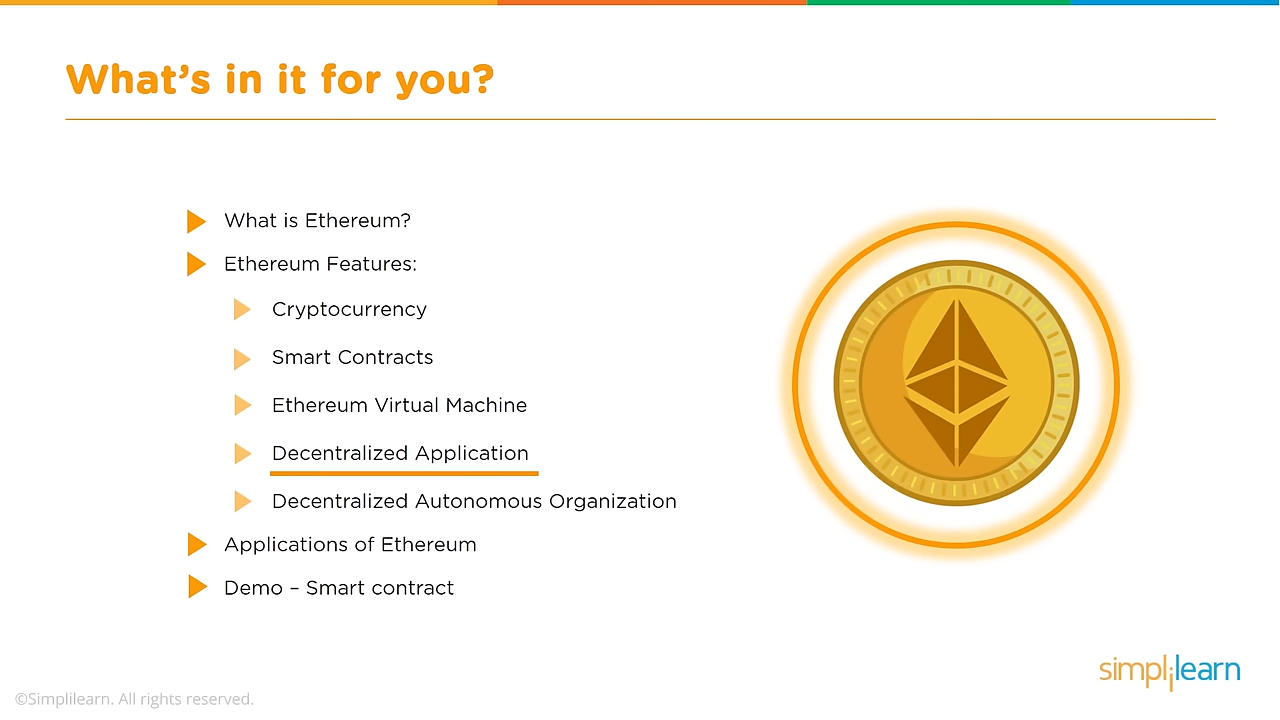 What's in it for you?
What is Ethereum?
Ethereum Features:
Cryptocurrency
Smart Contracts
Ethereum Virtual Machine
Decentralized Application
Decentralized Autonomous Organization
Applications of Ethereum
Demo – Smart contract
simplilearn
©Simplilearn. All rights reserved.